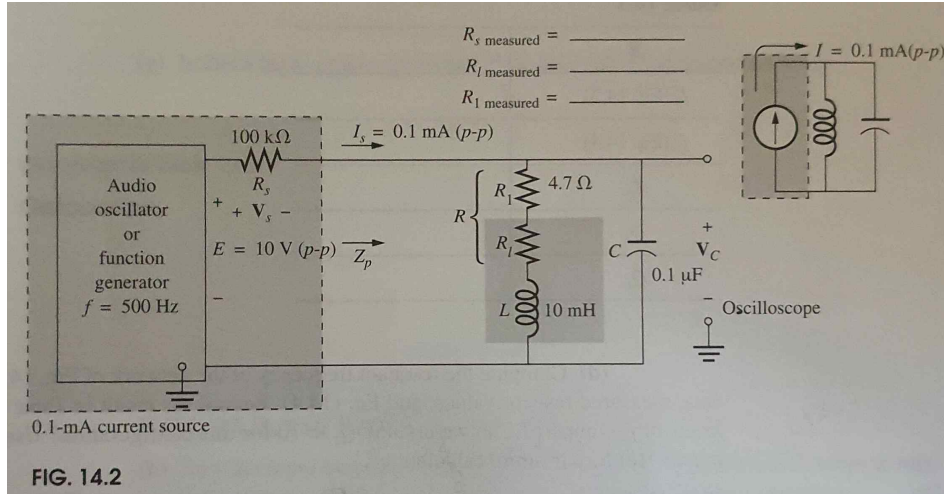 R_s measured =
R_l measured =
R_1 measured =
I = 0.1 mA(p-p)
100 kΩ
I_s = 0.1 mA (p-p)
R_s
+ V_s −
Audio
oscillator
or
function
generator
f = 500 Hz
+
E = 10 V (p-p)
−
Z_p
R
R_1
4.7 Ω
R_l
L
10 mH
C
0.1 μF
+
V_C
−
Oscilloscope
0.1-mA current source
FIG. 14.2